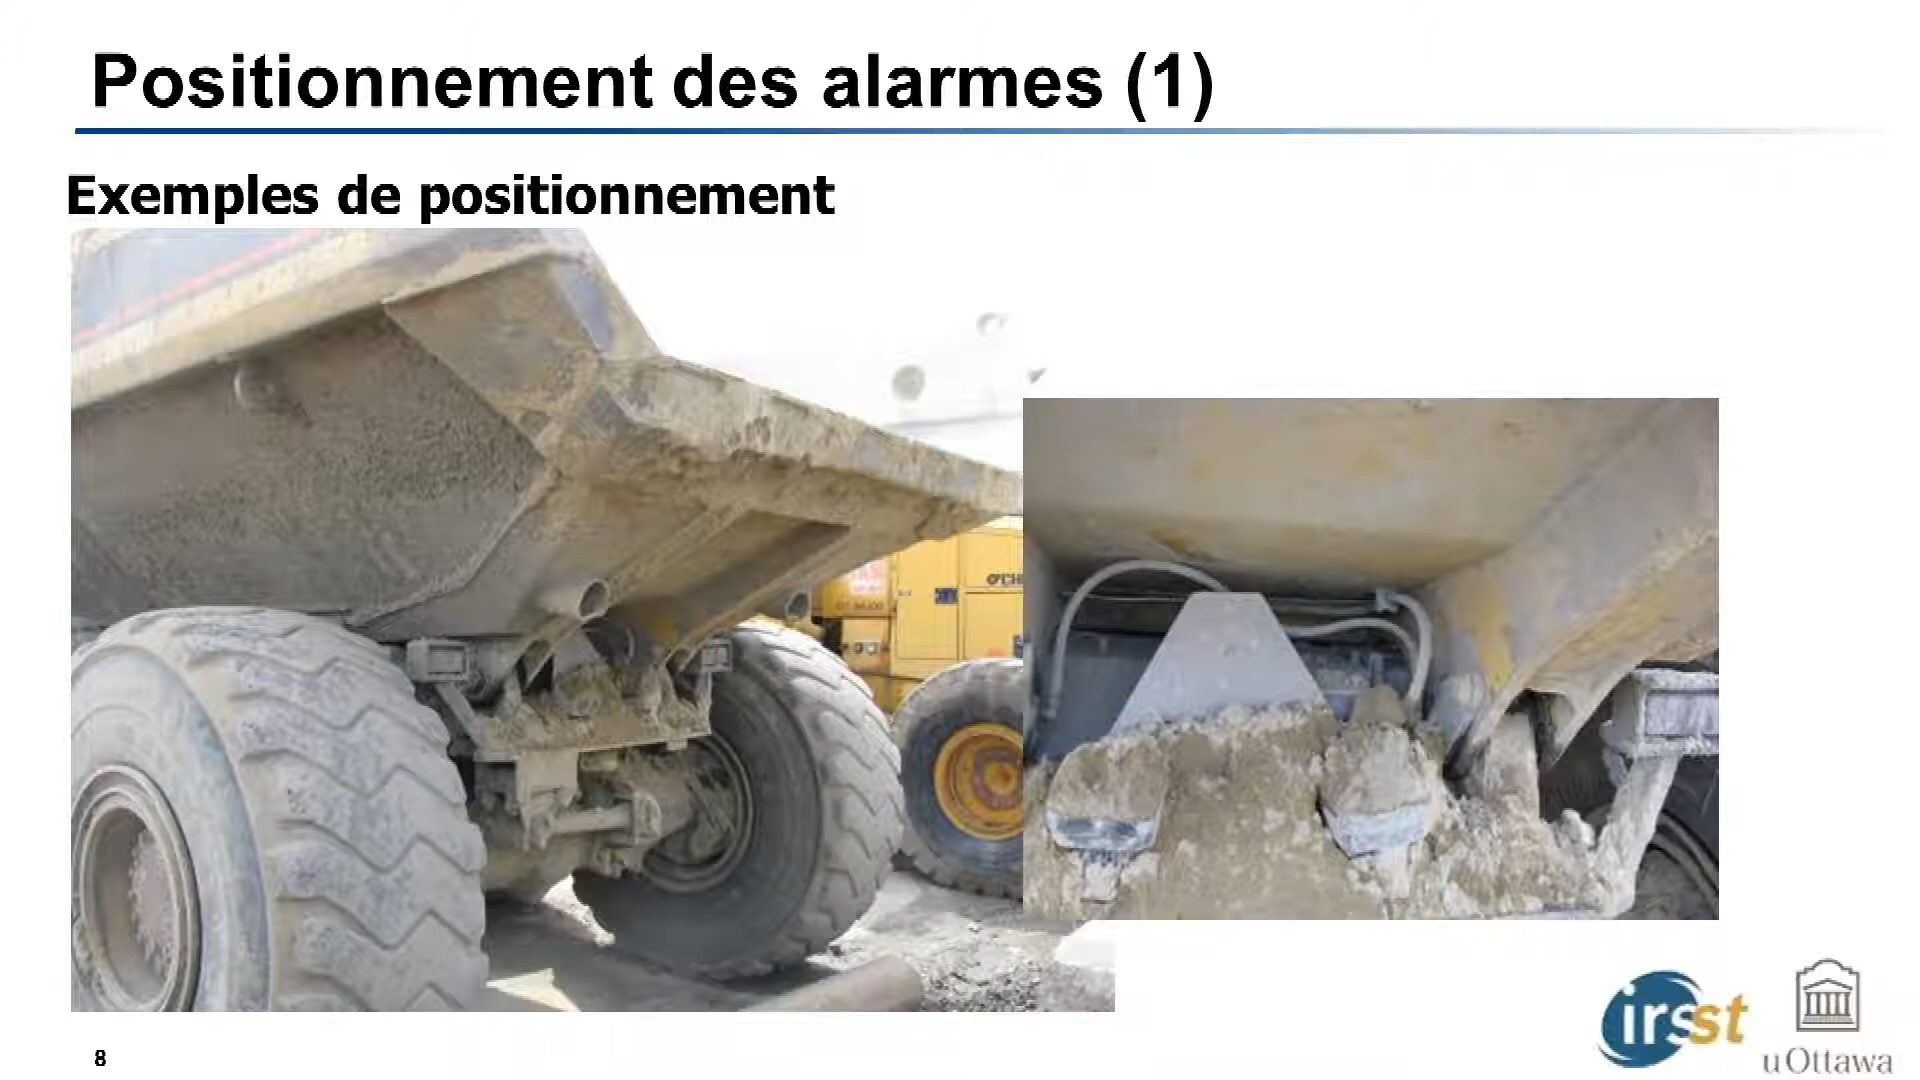 Positionnement des alarmes (1)
Exemples de positionnement
8
irsst
uOttawa